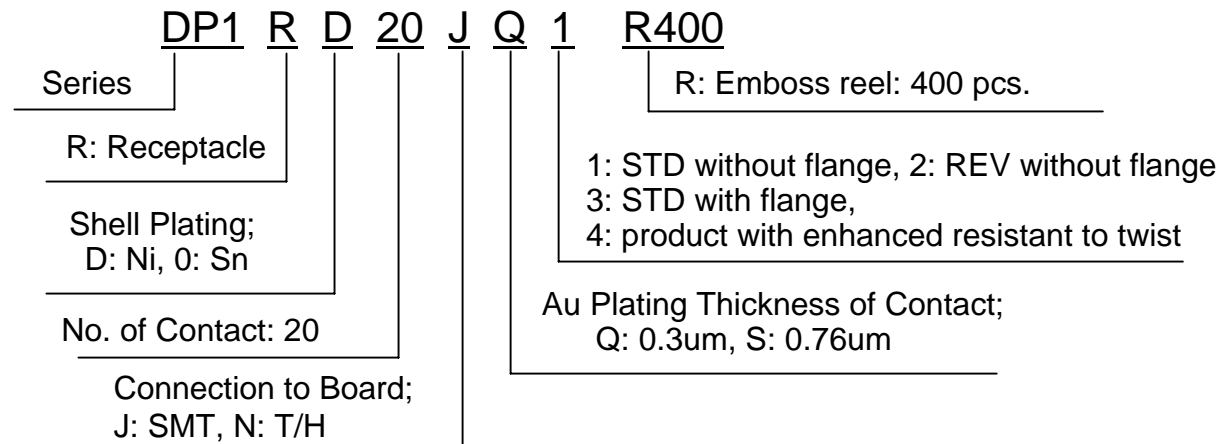 DP1 R D 20 J Q 1 R400
Series
R: Emboss reel: 400 pcs.
R: Receptacle
1: STD without flange, 2: REV without flange
3: STD with flange,
4: product with enhanced resistant to twist
Shell Plating;
D: Ni, 0: Sn
Au Plating Thickness of Contact;
Q: 0.3um, S: 0.76um
No. of Contact: 20
Connection to Board;
J: SMT, N: T/H